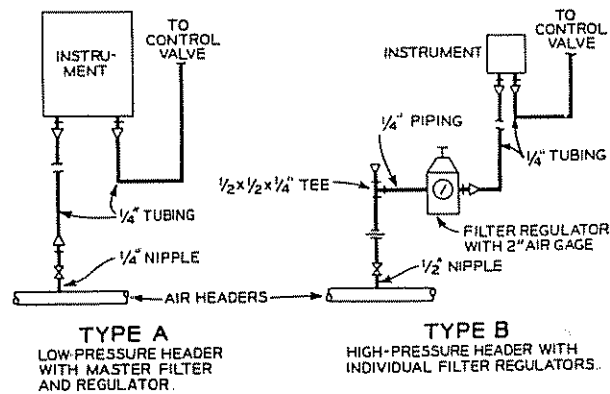 INSTRU-
MENT
TO
CONTROL
VALVE
1/4" TUBING
1/4" NIPPLE
AIR HEADERS
TYPE A
LOW-PRESSURE HEADER
WITH MASTER FILTER
AND REGULATOR.
TO
CONTROL
VALVE
INSTRUMENT
1/4" PIPING
1/4" TUBING
1/2 x 1/2 x 1/4" TEE
FILTER REGULATOR
WITH 2" AIR GAGE
1/2" NIPPLE
TYPE B
HIGH-PRESSURE HEADER WITH
INDIVIDUAL FILTER REGULATORS.